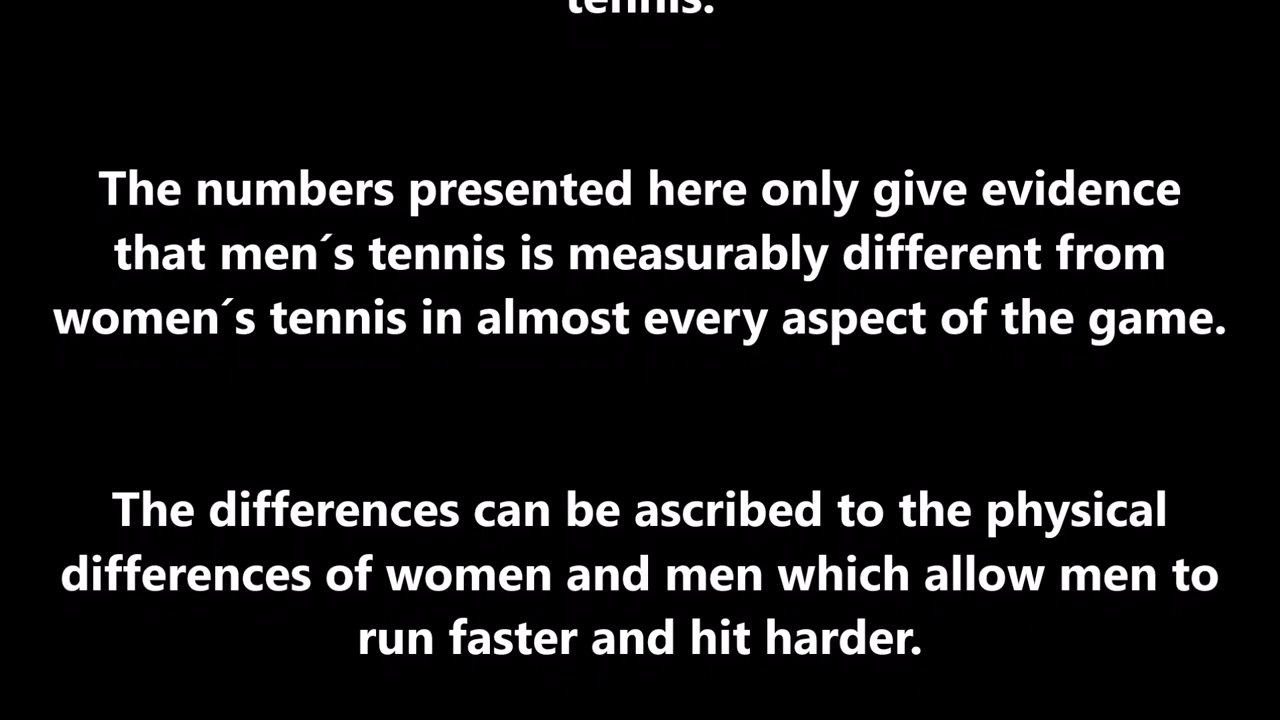 tennis.
The numbers presented here only give evidence
that men´s tennis is measurably different from
women´s tennis in almost every aspect of the game.
The differences can be ascribed to the physical
differences of women and men which allow men to
run faster and hit harder.